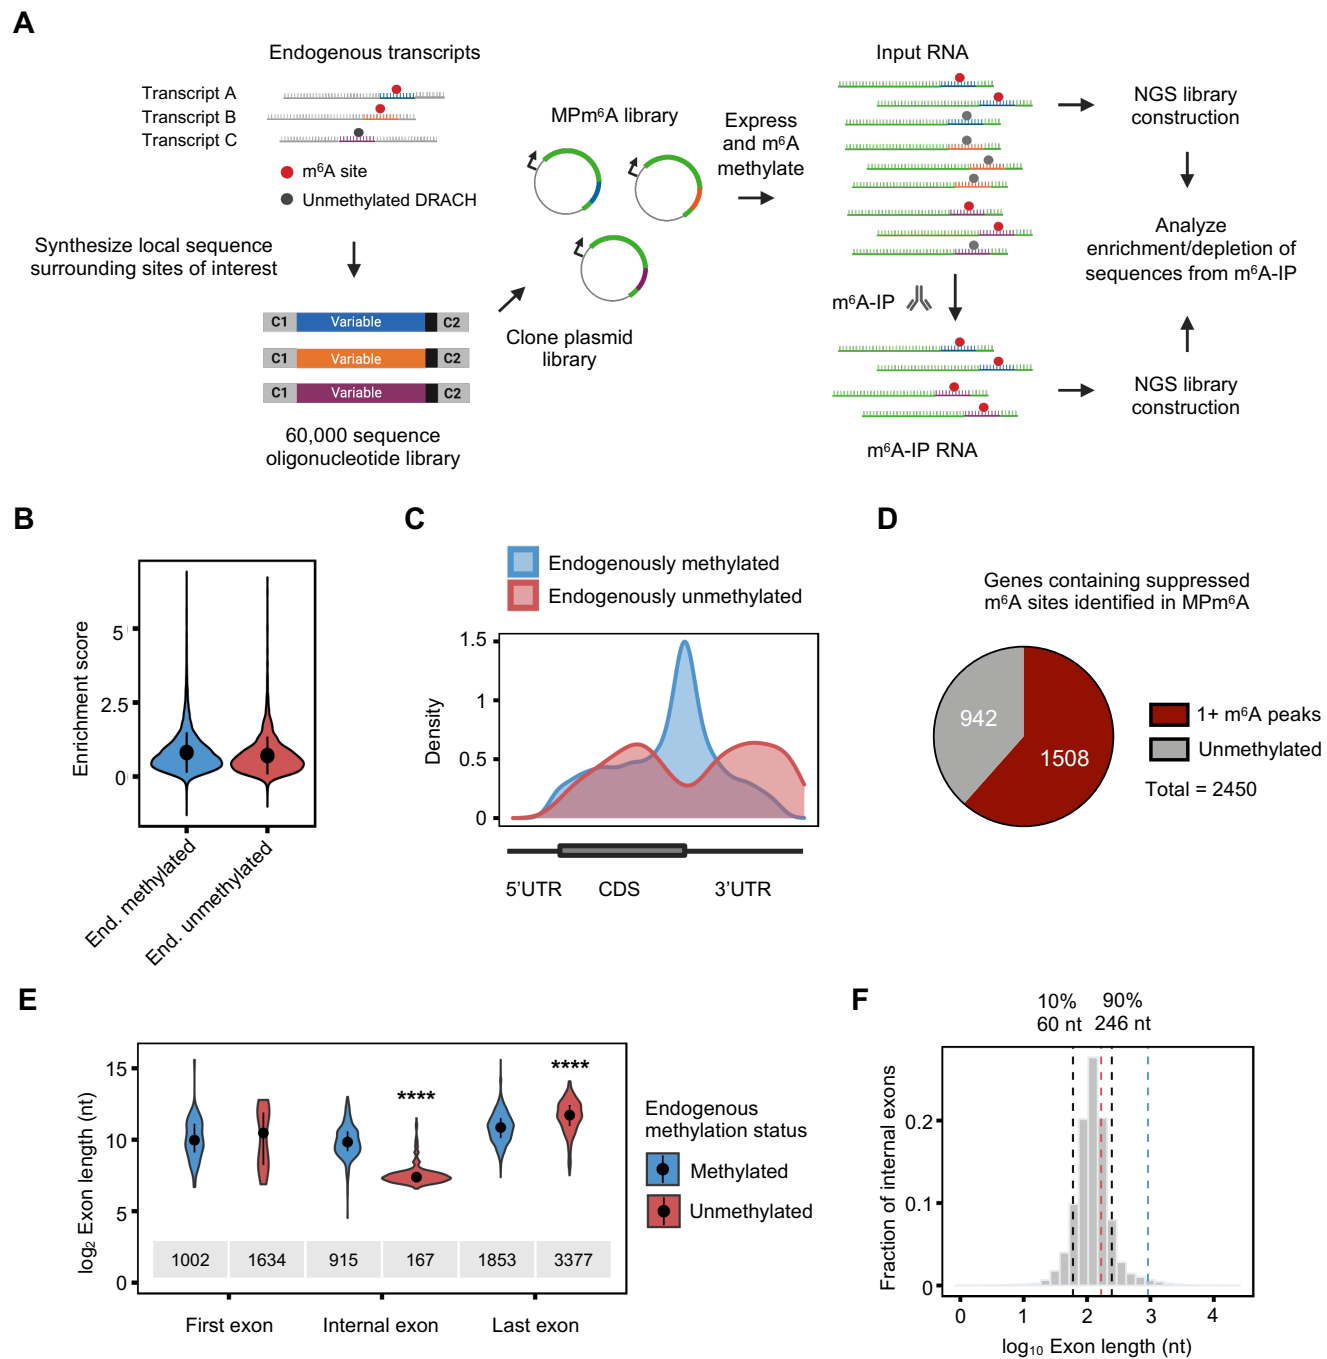 A
Endogenous transcripts
Transcript A
Transcript B
Transcript C
m⁶A site
Unmethylated DRACH
Synthesize local sequence
surrounding sites of interest
C1 Variable C2
C1 Variable C2
C1 Variable C2
60,000 sequence
oligonucleotide library
MPm⁶A library
Clone plasmid
library
Express
and m⁶A
methylate
Input RNA
m⁶A-IP
m⁶A-IP RNA
NGS library
construction
Analyze
enrichment/depletion of
sequences from m⁶A-IP
NGS library
construction
B
Enrichment score
5
2.5
0
End. methylated
End. unmethylated
C
Endogenously methylated
Endogenously unmethylated
Density
1.5
1
0.5
0
5’UTR CDS 3’UTR
D
Genes containing suppressed
m⁶A sites identified in MPm⁶A
942
1508
1+ m⁶A peaks
Unmethylated
Total = 2450
E
log₂ Exon length (nt)
15
10
5
0
****
****
1002 1634 915 167 1853 3377
First exon Internal exon Last exon
Endogenous
methylation status
Methylated
Unmethylated
F
10% 90%
60 nt 246 nt
Fraction of internal exons
0.2
0.1
0
0 1 2 3 4
log₁₀ Exon length (nt)